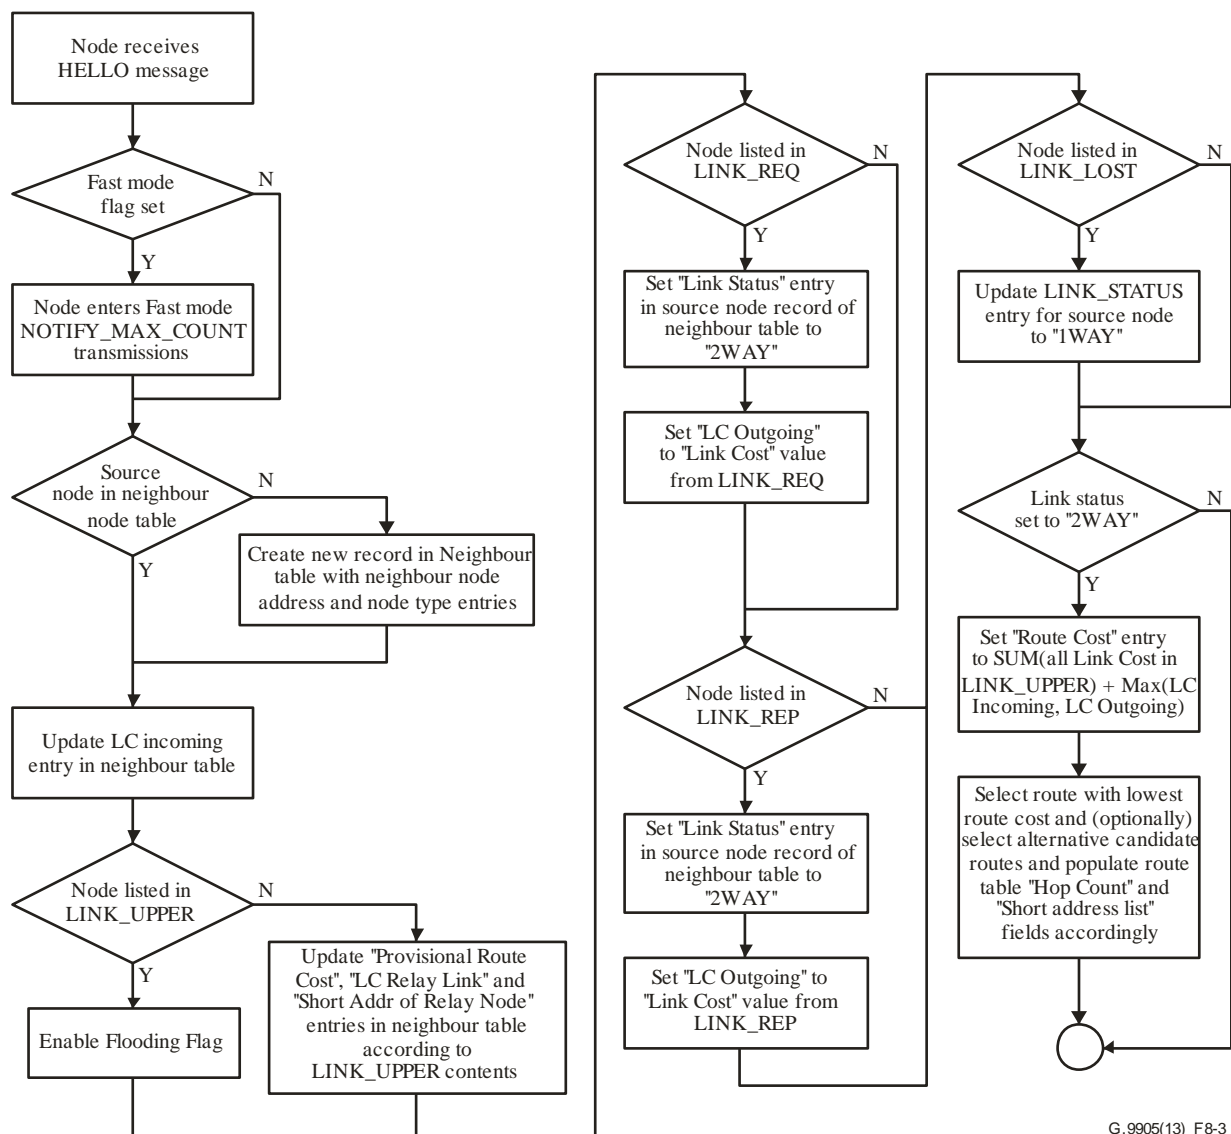 Node receives
HELLO message
Fast mode
flag set
N
Y
Node enters Fast mode
NOTIFY_MAX_COUNT
transmissions
Source
node in neighbour
node table
N
Y
Create new record in Neighbour
table with neighbour node
address and node type entries
Update LC incoming
entry in neighbour table
Node listed in
LINK_UPPER
N
Y
Enable Flooding Flag
Update "Provisional Route
Cost", "LC Relay Link" and
"Short Addr of Relay Node"
entries in neighbour table
according to
LINK_UPPER contents
Node listed in
LINK_REQ
N
Y
Set "Link Status" entry
in source node record of
neighbour table to
"2WAY"
Set "LC Outgoing"
to "Link Cost" value
from LINK_REQ
Node listed in
LINK_REP
N
Y
Set "Link Status" entry
in source node record of
neighbour table to
"2WAY"
Set "LC Outgoing" to
"Link Cost" value from
LINK_REP
Node listed in
LINK_LOST
N
Y
Update LINK_STATUS
entry for source node
to "1WAY"
Link status
set to "2WAY"
N
Y
Set "Route Cost" entry
to SUM(all Link Cost in
LINK_UPPER) + Max(LC
Incoming, LC Outgoing)
Select route with lowest
route cost and (optionally)
select alternative candidate
routes and populate route
table "Hop Count" and
"Short address list"
fields accordingly
G.9905(13)_F8-3